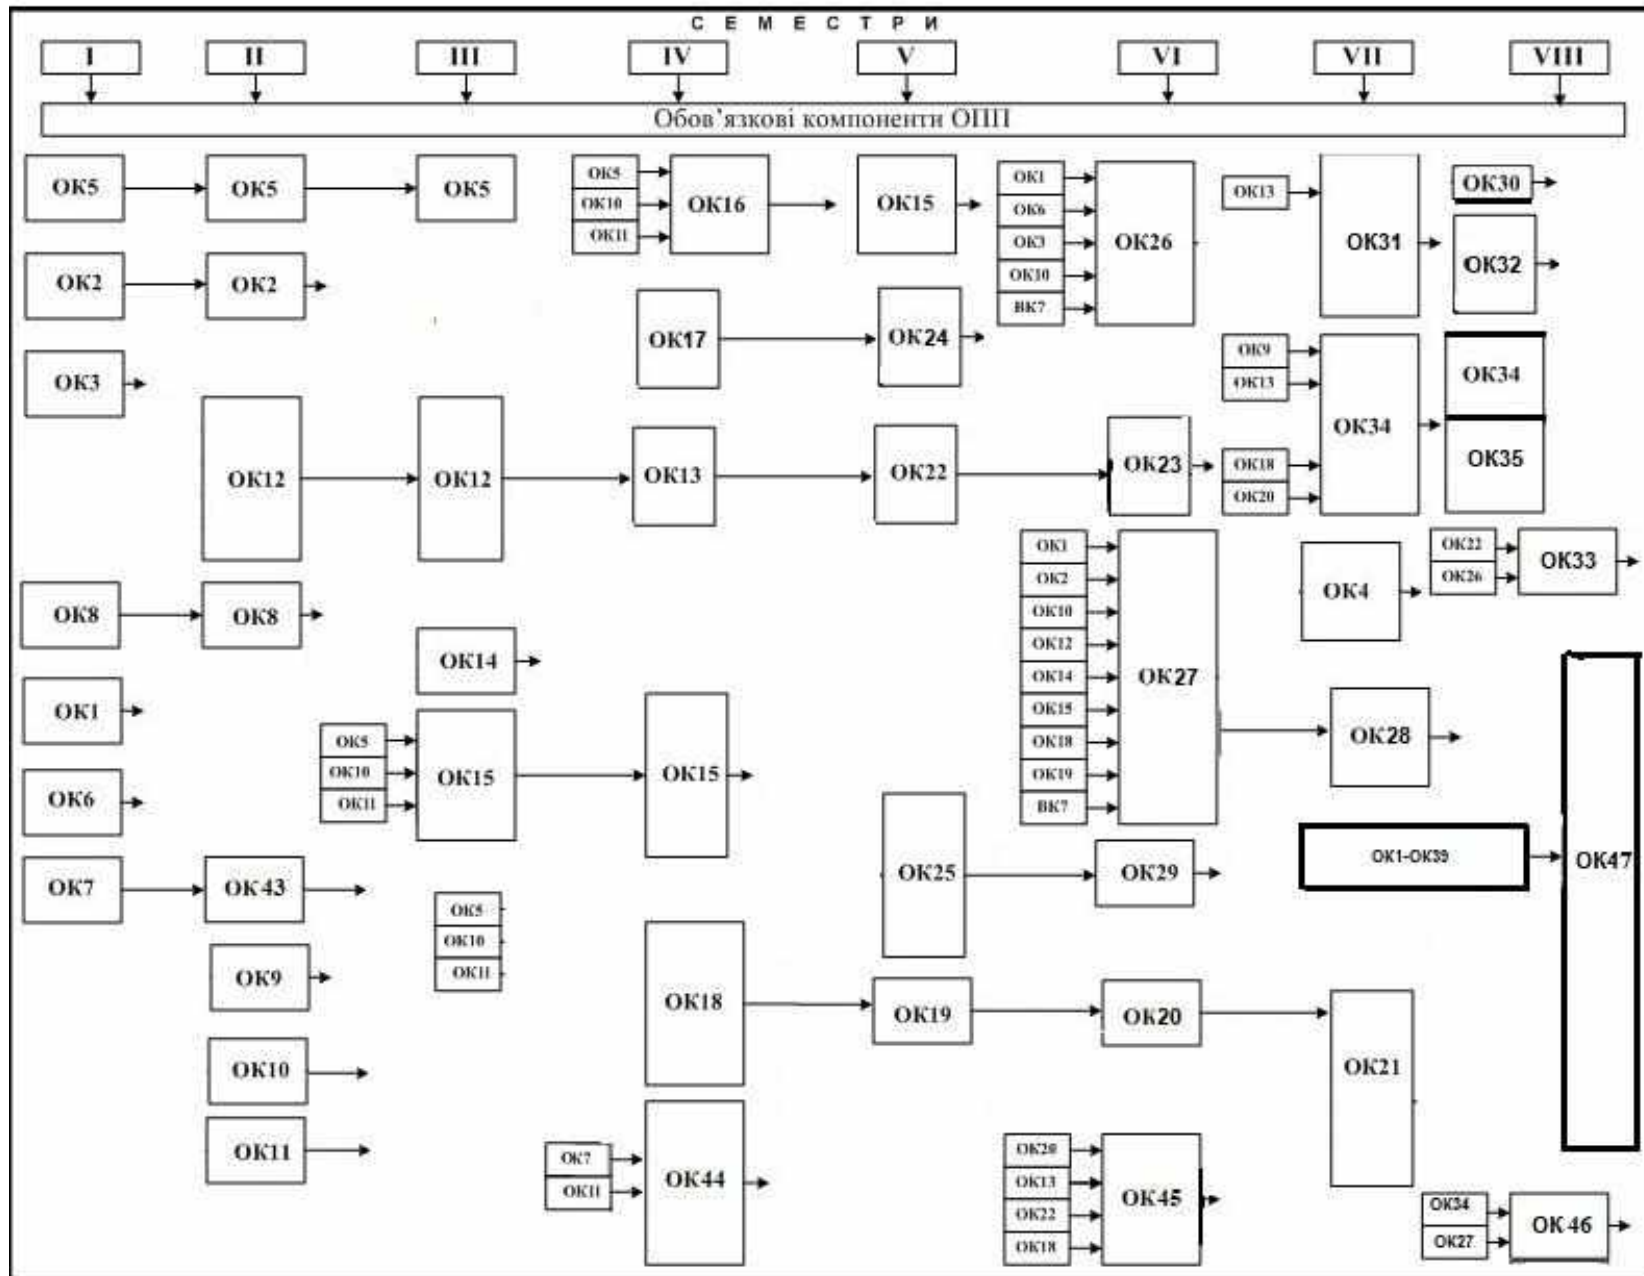 С Е М Е С Т Р И
I II III IV V VI VII VIII
Обов’язкові компоненти ОПП
ОК5 ОК5 ОК5
ОК5
ОК10
ОК11
ОК16
ОК15
ОК1
ОК6
ОК3
ОК10
ВК7
ОК26
ОК13
ОК31
ОК30
ОК32
ОК2 ОК2
ОК17 ОК24
ОК3
ОК9
ОК13
ОК18
ОК20
ОК34
ОК34
ОК35
ОК12 ОК12 ОК13 ОК22 ОК23
ОК1
ОК2
ОК10
ОК12
ОК14
ОК15
ОК18
ОК19
ВК7
ОК27
ОК4
ОК22
ОК26
ОК33
ОК8 ОК8
ОК14
ОК1
ОК5
ОК10
ОК11
ОК15 ОК15
ОК28
ОК6
ОК1-ОК39
ОК47
ОК7 ОК43
ОК25 ОК29
ОК5
ОК10
ОК11
ОК9
ОК18 ОК19 ОК20
ОК21
ОК10
ОК11
ОК7
ОК11
ОК44
ОК20
ОК13
ОК22
ОК18
ОК45
ОК34
ОК27
ОК46